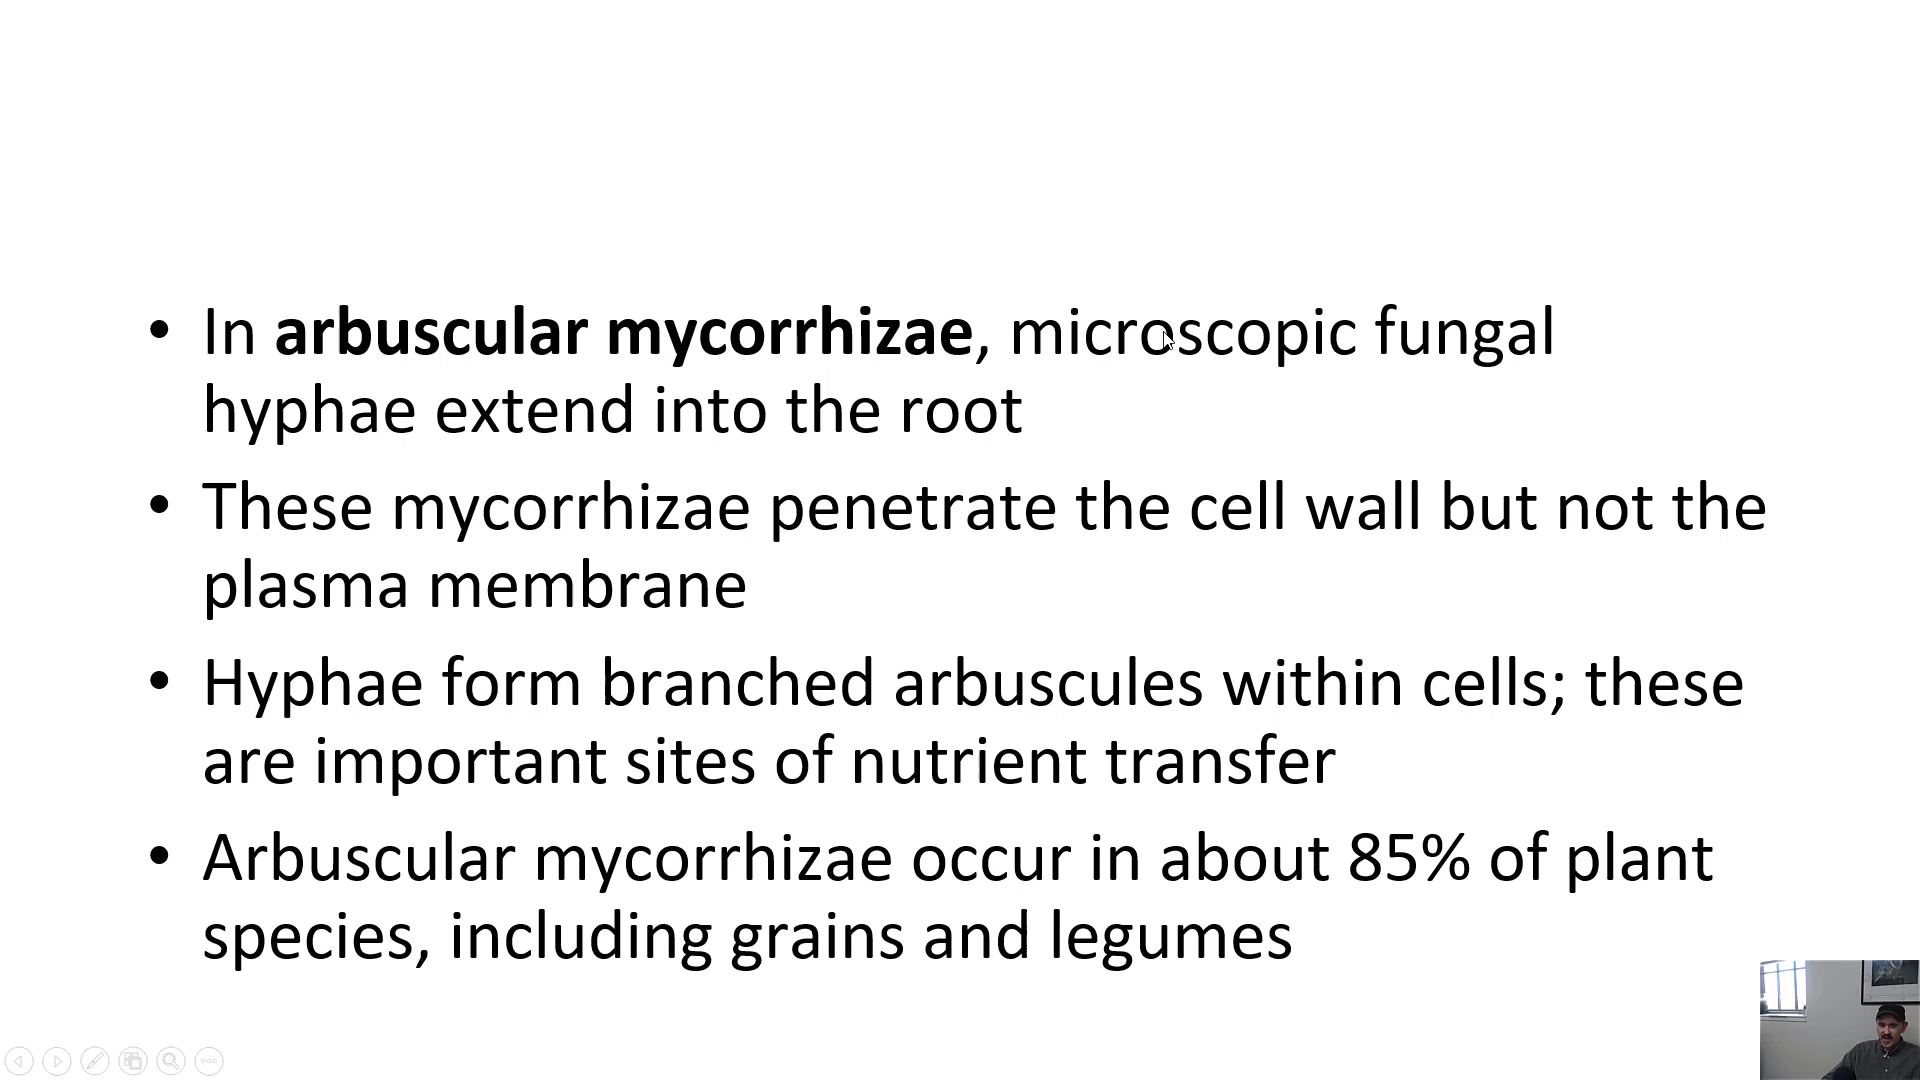 • In arbuscular mycorrhizae, microscopic fungal
hyphae extend into the root
• These mycorrhizae penetrate the cell wall but not the
plasma membrane
• Hyphae form branched arbuscules within cells; these
are important sites of nutrient transfer
• Arbuscular mycorrhizae occur in about 85% of plant
species, including grains and legumes